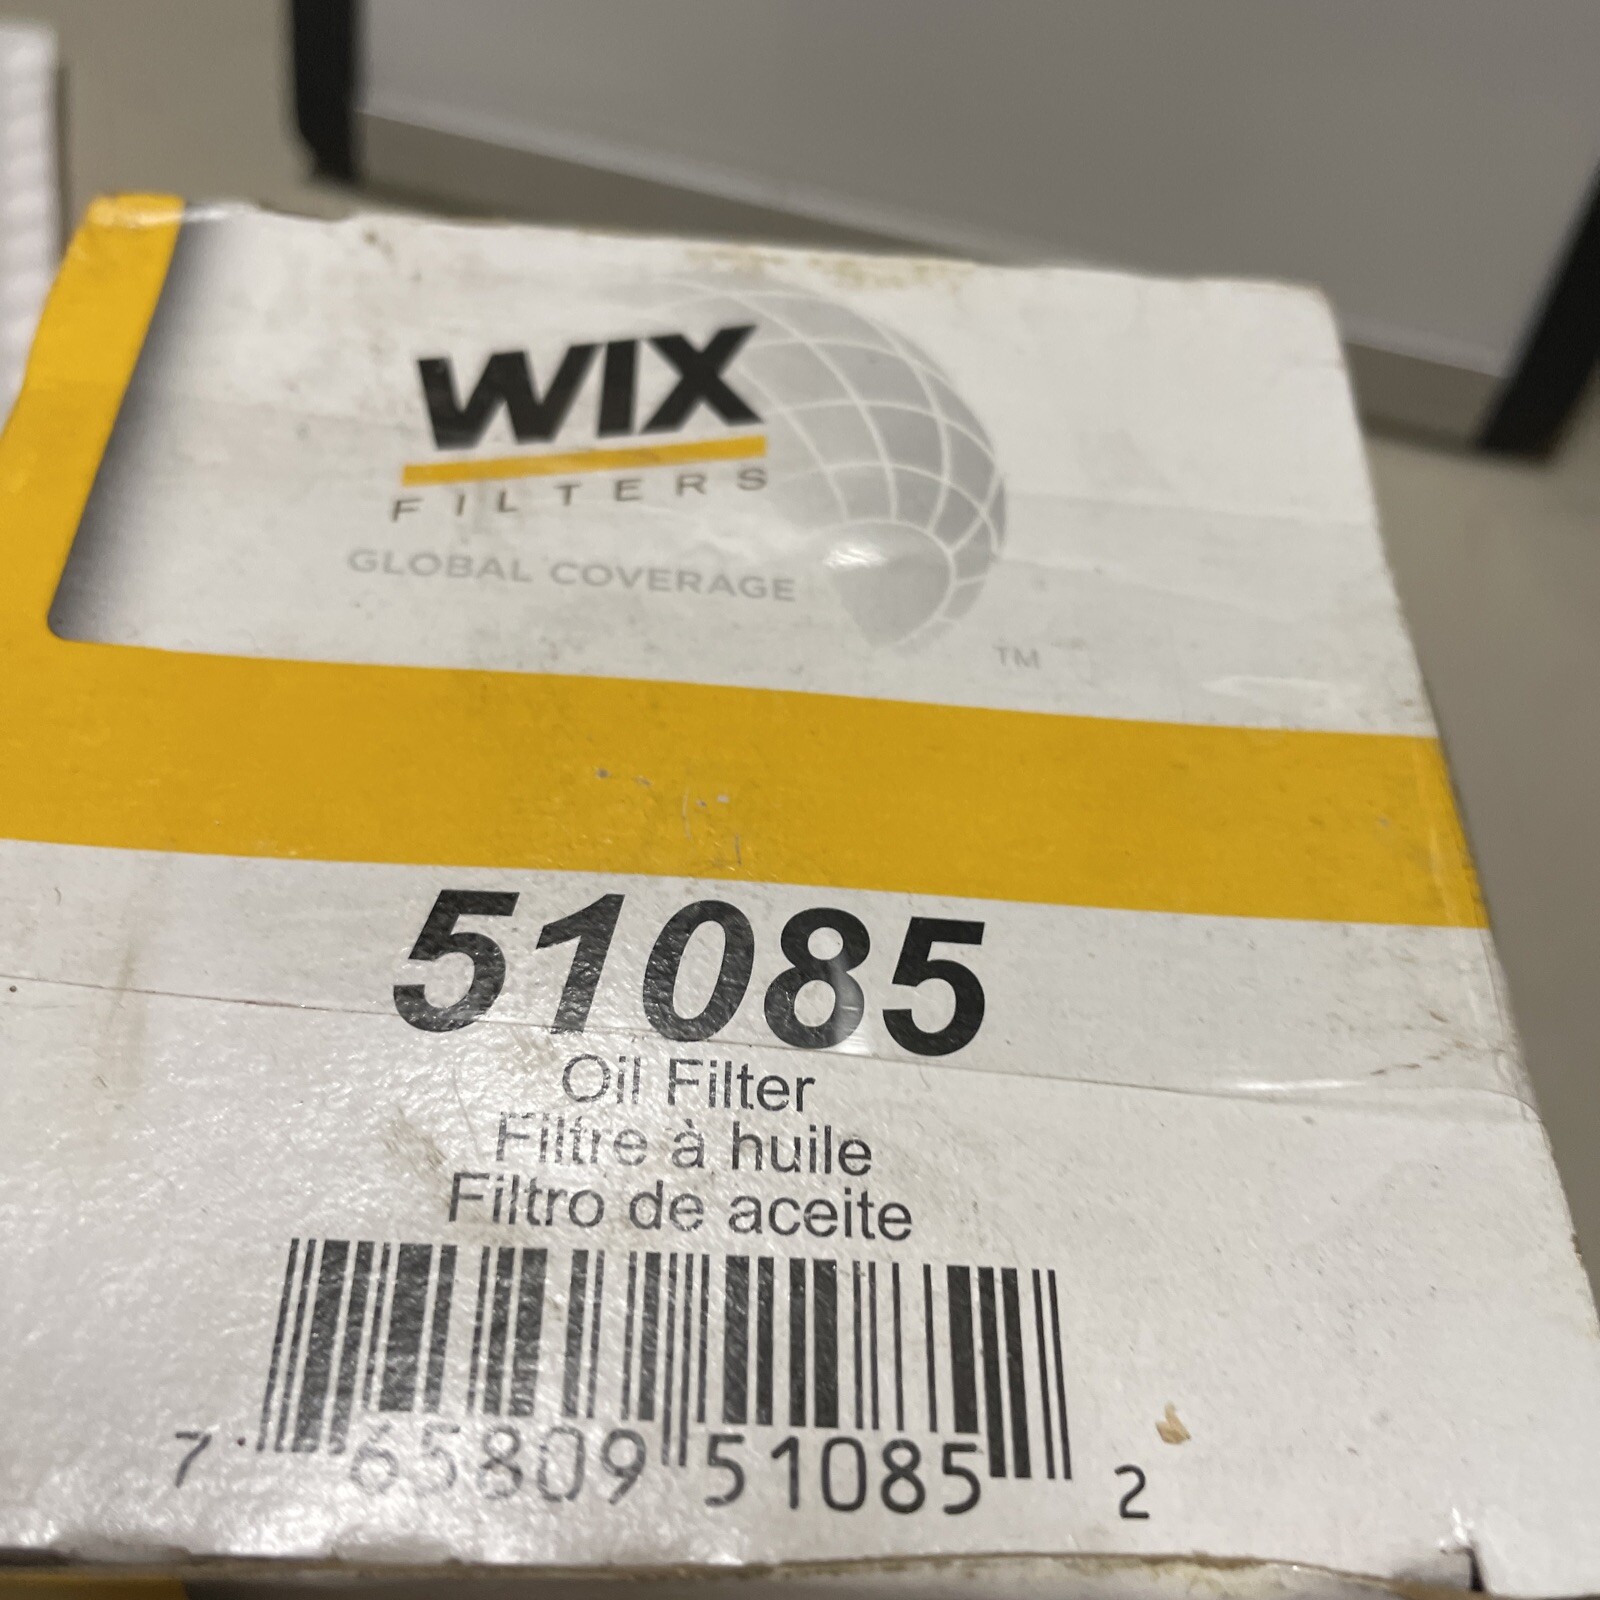 WIX
FILTERS
GLOBAL COVERAGE
TM
51085
Oil Filter
Filtre à huile
Filtro de aceite
7 65809 51085 2